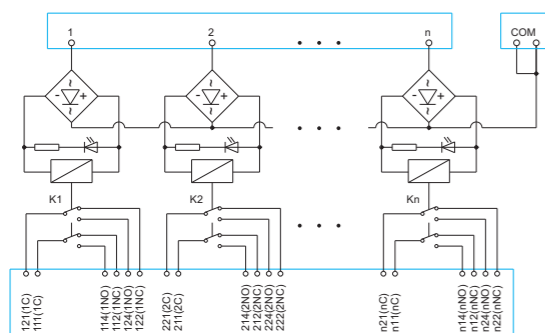 1 2 n COM
~ ~ ~
- + - + - +
~ ~ ~
K1 K2 Kn
121(1C)
111(1C)
114(1NO)
112(1NC)
124(1NO)
122(1NC)
221(2C)
211(2C)
214(2NO)
212(2NC)
224(2NO)
222(2NC)
n21(nC)
n11(nC)
n14(nNO)
n12(nNC)
n24(nNO)
n22(nNC)